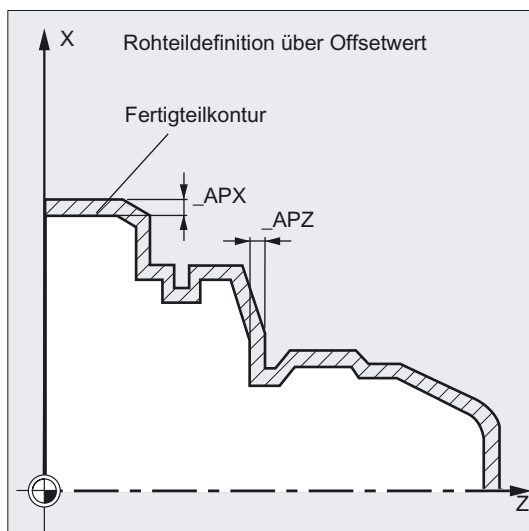 X
Rohteildefinition über Offsetwert
Fertigteilkontur
_APX
_APZ
Z